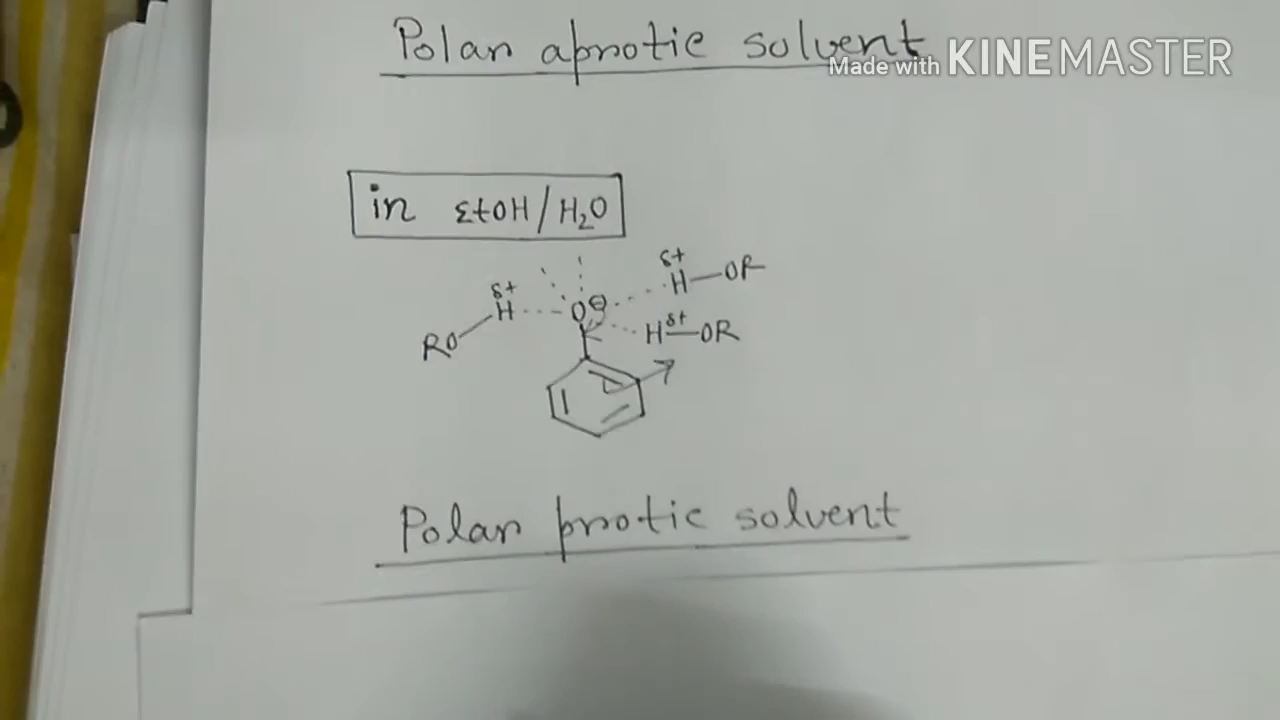 Polar aprotic solvent
Made with KINEMASTER
in EtOH/H₂O
δ+ H—OR
δ+ H
O⊖
H δ+ —OR
RO
Polar protic solvent